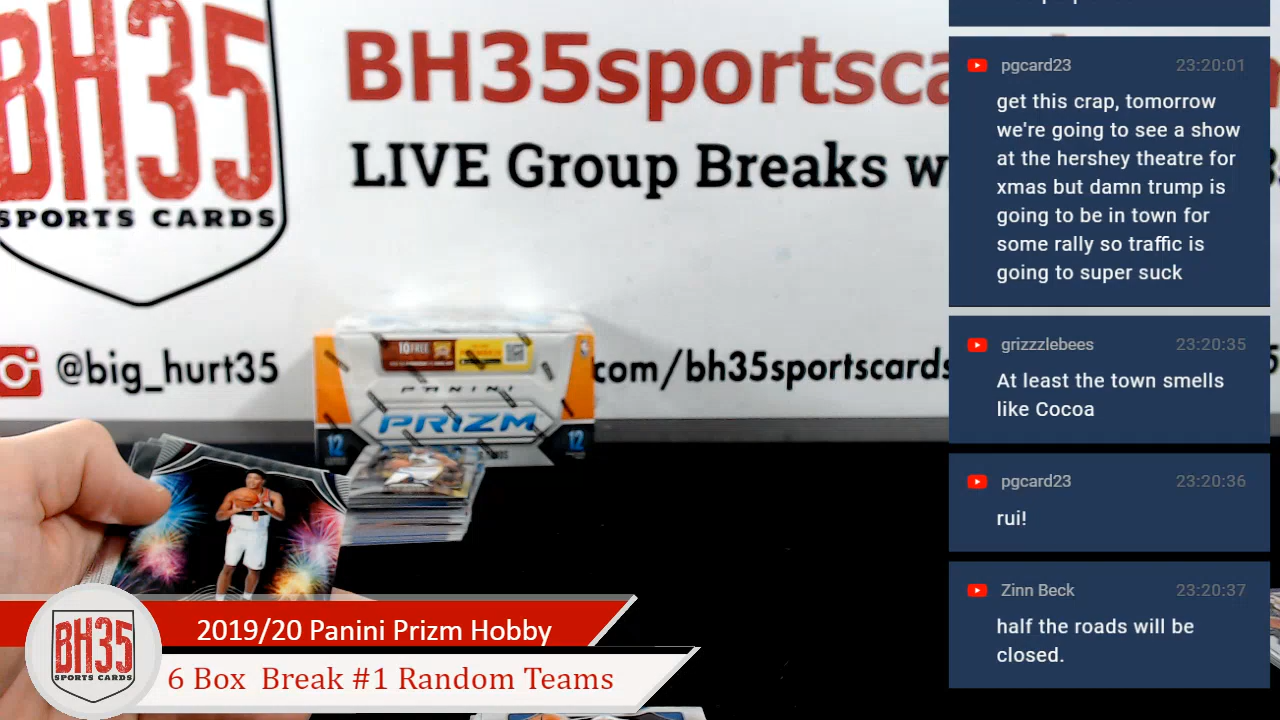 BH35
SPORTS CARDS
BH35sportsca
LIVE Group Breaks w
@big_hurt35
com/bh35sportscards
10 FREE
PANINI
PRIZM
12
12
pgcard23 23:20:01
get this crap, tomorrow
we're going to see a show
at the hershey theatre for
xmas but damn trump is
going to be in town for
some rally so traffic is
going to super suck
grizzzlebees 23:20:35
At least the town smells
like Cocoa
pgcard23 23:20:36
rui!
Zinn Beck 23:20:37
half the roads will be
closed.
BH35
SPORTS CARDS
2019/20 Panini Prizm Hobby
6 Box Break #1 Random Teams